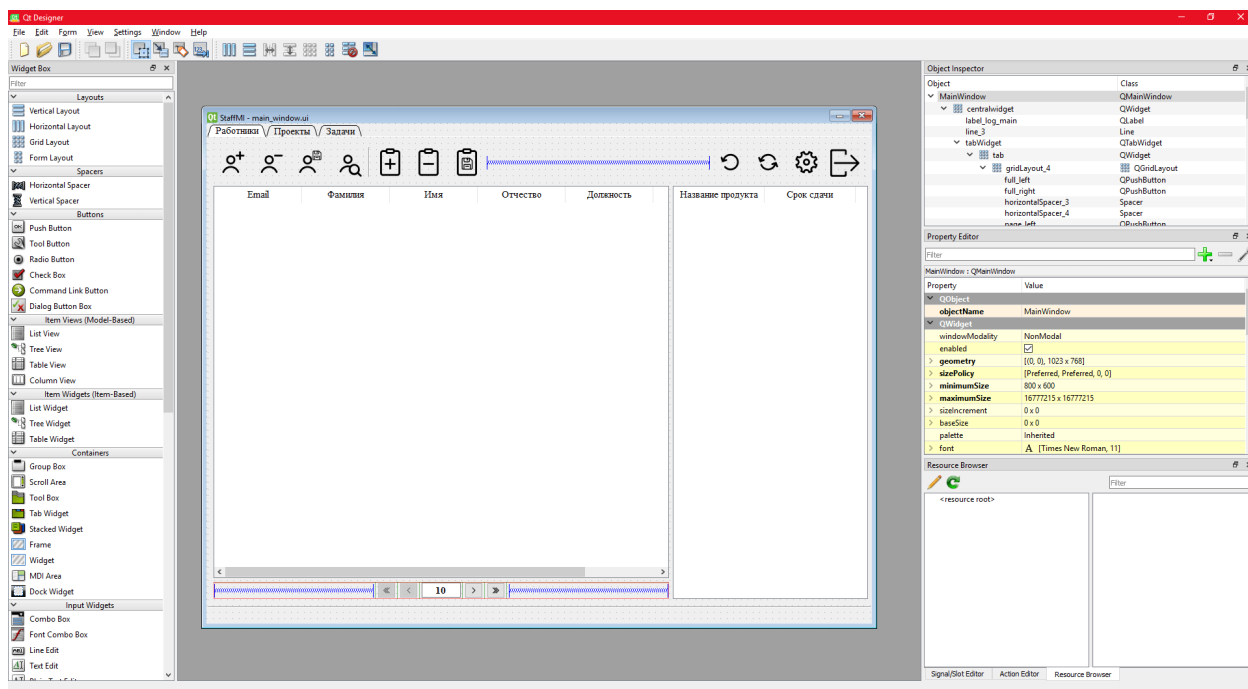 Qt Designer
File Edit Form View Settings Window Help
Widget Box
Filter
Layouts
Vertical Layout
Horizontal Layout
Grid Layout
Form Layout
Spacers
Horizontal Spacer
Vertical Spacer
Buttons
Push Button
Tool Button
Radio Button
Check Box
Command Link Button
Dialog Button Box
Item Views (Model-Based)
List View
Tree View
Table View
Column View
Item Widgets (Item-Based)
List Widget
Tree Widget
Table Widget
Containers
Group Box
Scroll Area
Tool Box
Tab Widget
Stacked Widget
Frame
Widget
MDI Area
Dock Widget
Input Widgets
Combo Box
Font Combo Box
Line Edit
Text Edit
StaffMI - main_window.ui
Работники Проекты Задачи
Email Фамилия Имя Отчество Должность Название продукта Срок сдачи
10
Object Inspector
Object Class
MainWindow QMainWindow
centralwidget QWidget
label_log_main QLabel
line_3 Line
tabWidget QTabWidget
tab QWidget
gridLayout_4 QGridLayout
full_left QPushButton
full_right QPushButton
horizontalSpacer_3 Spacer
horizontalSpacer_4 Spacer
page_left QPushButton
Property Editor
Filter
MainWindow : QMainWindow
Property Value
QObject
objectName MainWindow
QWidget
windowModality NonModal
enabled
geometry [(0, 0), 1023 x 768]
sizePolicy [Preferred, Preferred, 0, 0]
minimumSize 800 x 600
maximumSize 16777215 x 16777215
sizeIncrement 0 x 0
baseSize 0 x 0
palette Inherited
font A [Times New Roman, 11]
Resource Browser
Filter
<resource root>
Signal/Slot Editor Action Editor Resource Browser